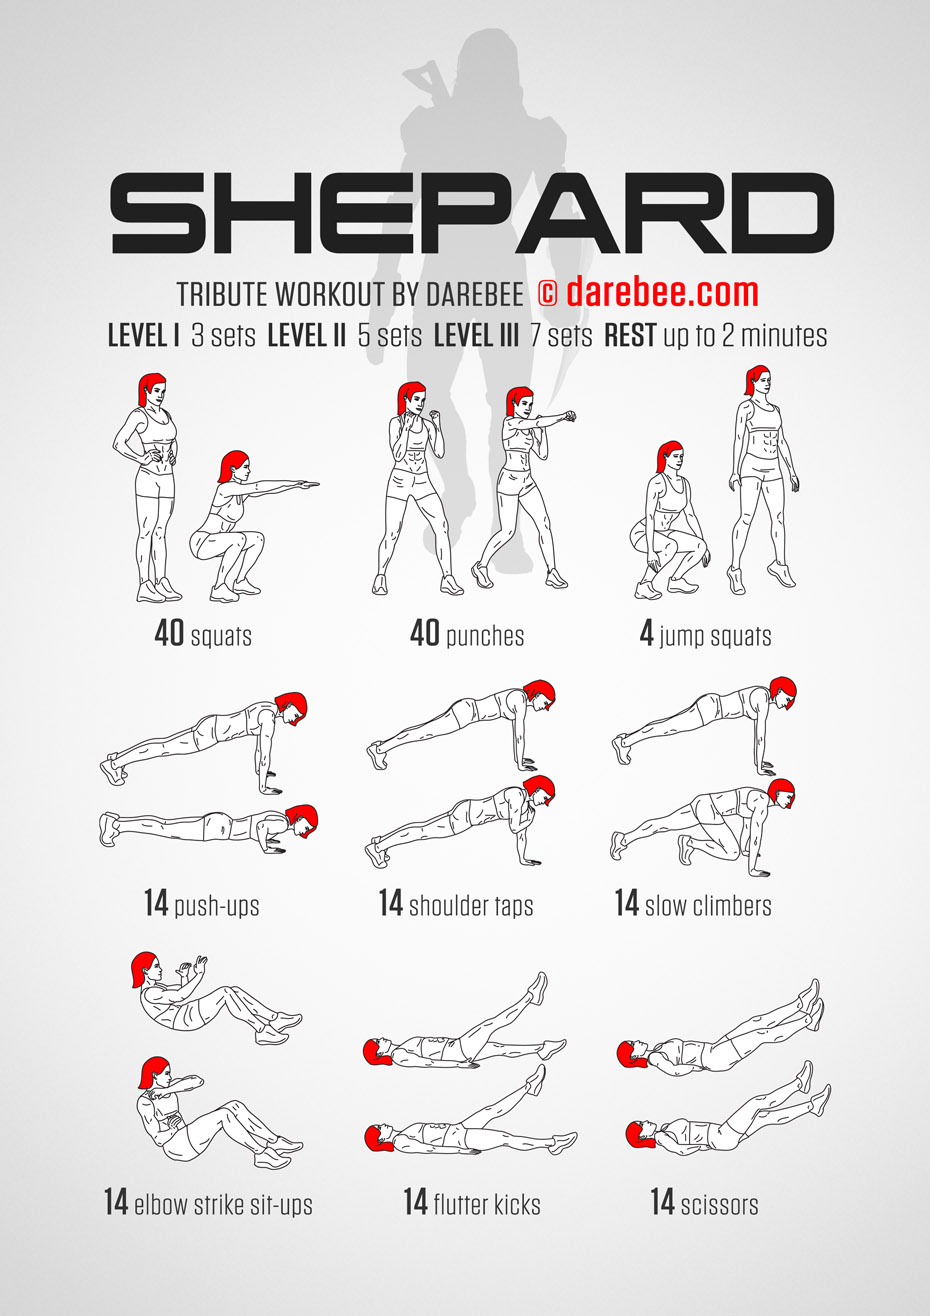 SHEPARD
TRIBUTE WORKOUT BY DAREBEE © darebee.com
LEVEL I 3 sets LEVEL II 5 sets LEVEL III 7 sets REST up to 2 minutes
40 squats
40 punches
4 jump squats
14 push-ups
14 shoulder taps
14 slow climbers
14 elbow strike sit-ups
14 flutter kicks
14 scissors